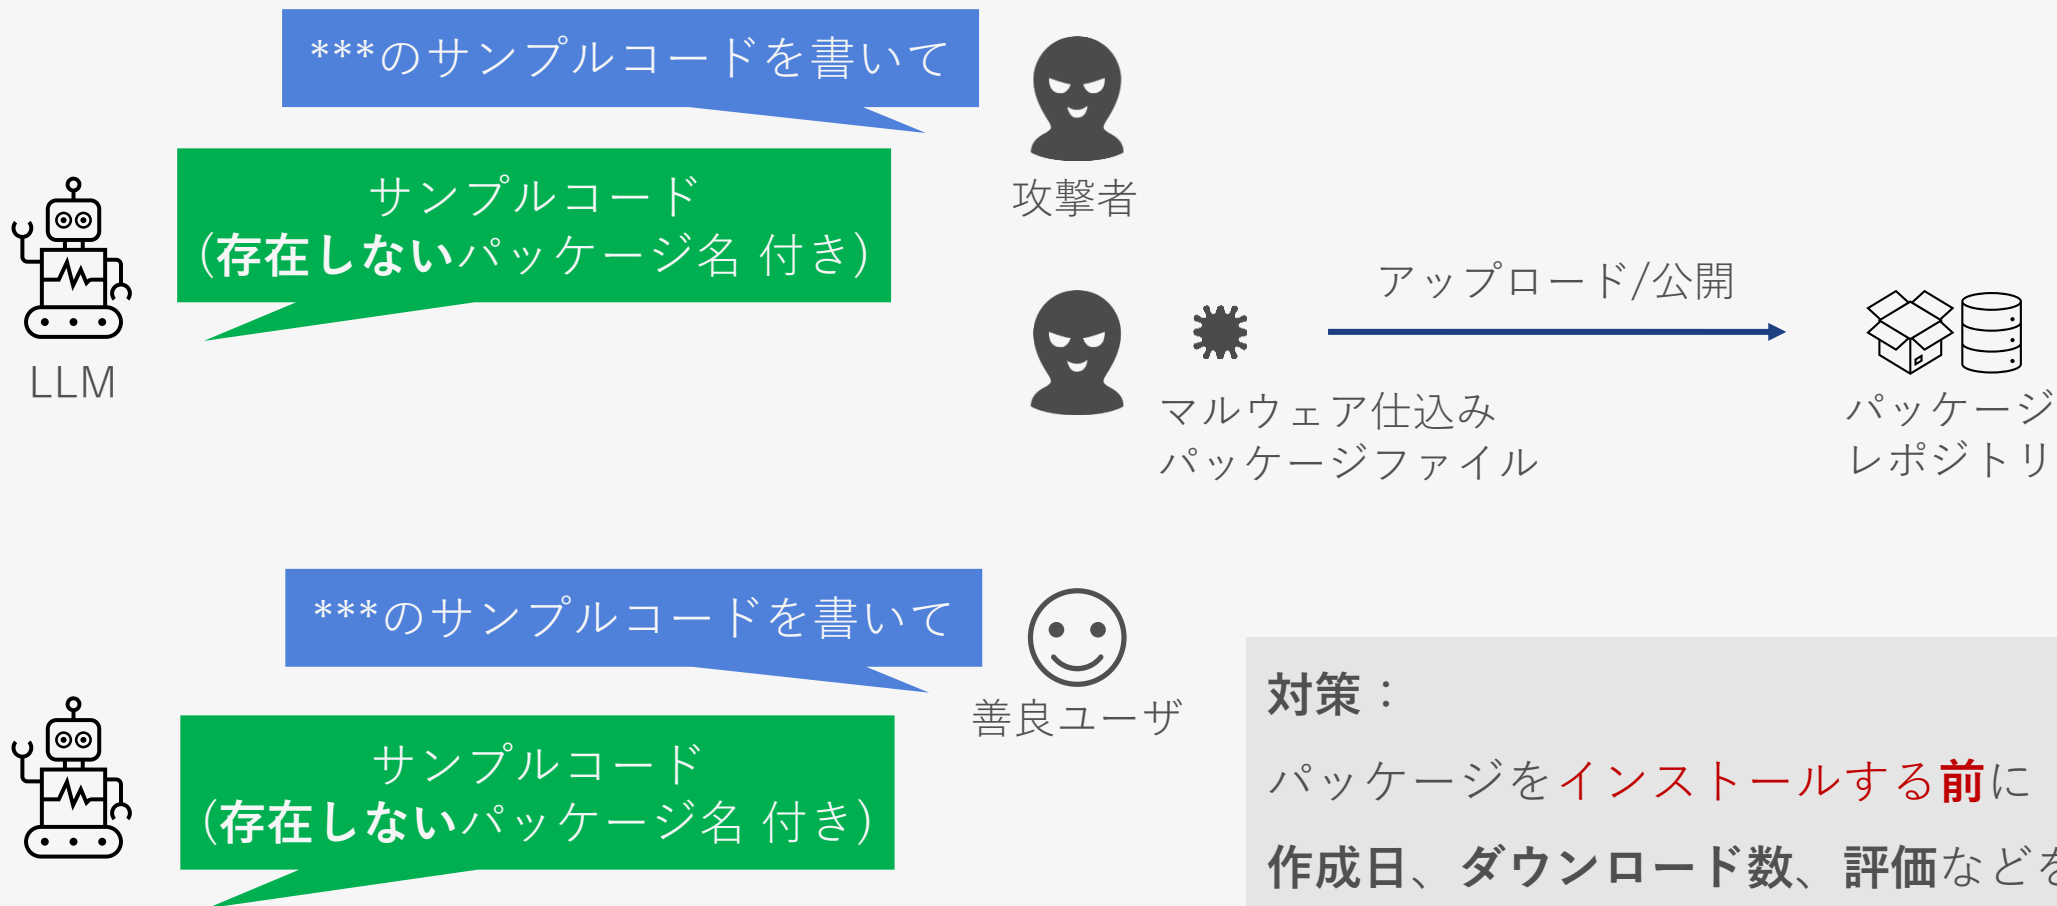 ***のサンプルコードを書いて
サンプルコード
(存在しないパッケージ名 付き)
LLM
攻撃者
アップロード/公開
マルウェア仕込み
パッケージファイル
パッケージ
レポジトリ
***のサンプルコードを書いて
善良ユーザ
サンプルコード
(存在しないパッケージ名 付き)
対策：
パッケージをインストールする前に
作成日、ダウンロード数、評価などを